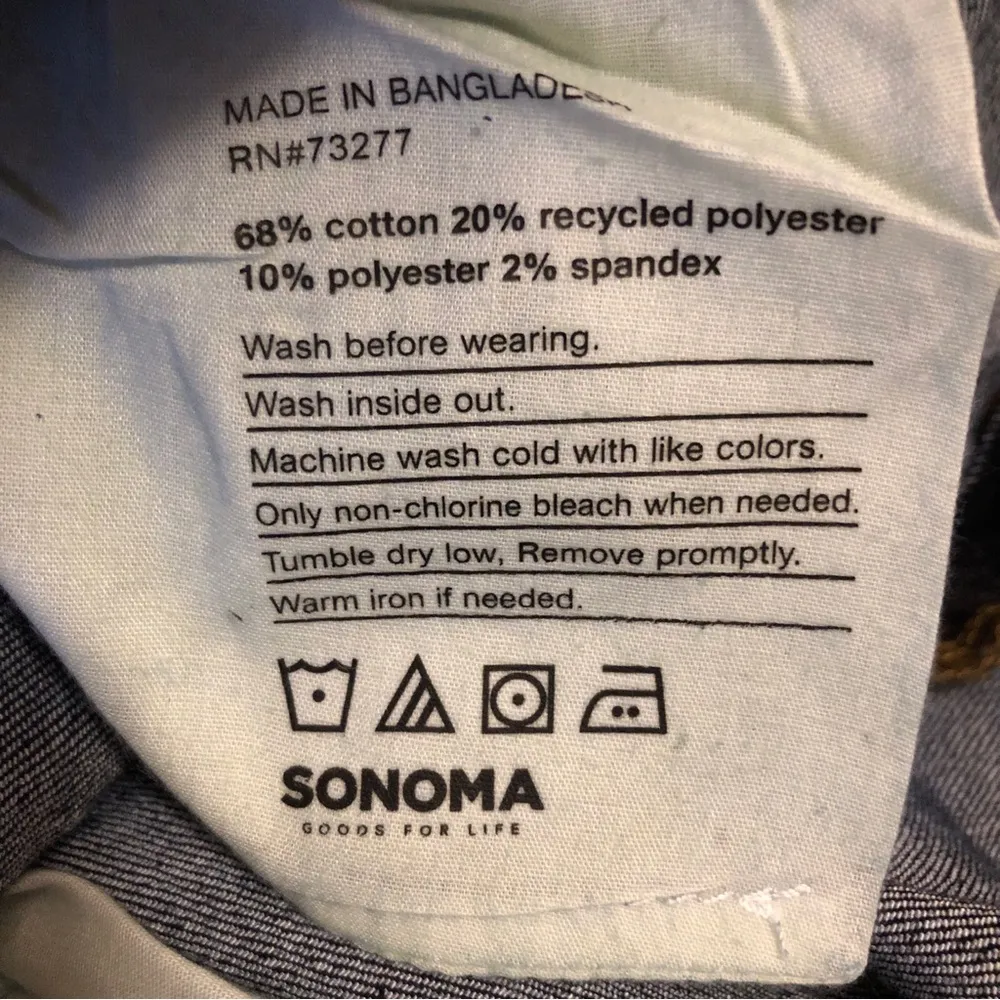 MADE IN BANGLADESH
RN#73277
68% cotton 20% recycled polyester
10% polyester 2% spandex
Wash before wearing.
Wash inside out.
Machine wash cold with like colors.
Only non-chlorine bleach when needed.
Tumble dry low, Remove promptly.
Warm iron if needed.
SONOMA
GOODS FOR LIFE